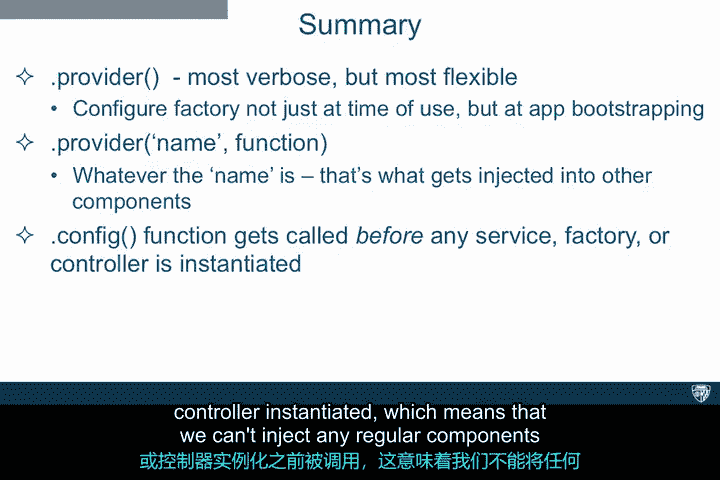 Summary
✧ .provider() - most verbose, but most flexible
• Configure factory not just at time of use, but at app bootstrapping
✧ .provider(‘name’, function)
• Whatever the ‘name’ is – that’s what gets injected into other
components
✧ .config() function gets called before any service, factory, or
controller is instantiated
controller instantiated, which means that
we can't inject any regular components
或控制器实例化之前被调用，这意味着我们不能将任何